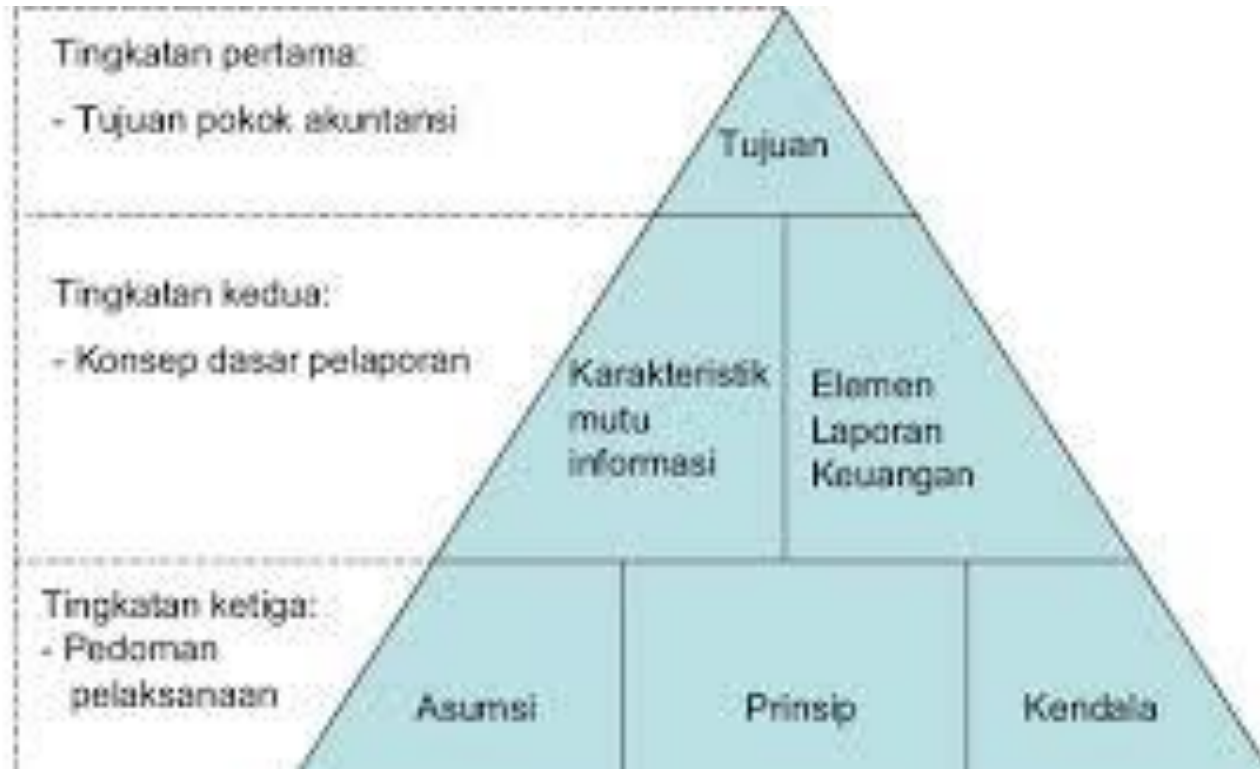 Tingkatan pertama:
- Tujuan pokok akuntansi
Tujuan
Tingkatan kedua:
- Konsep dasar pelaporan
Karakteristik
mutu
informasi
Elemen
Laporan
Keuangan
Tingkatan ketiga:
- Pedoman
pelaksanaan
Asumsi
Prinsip
Kendala